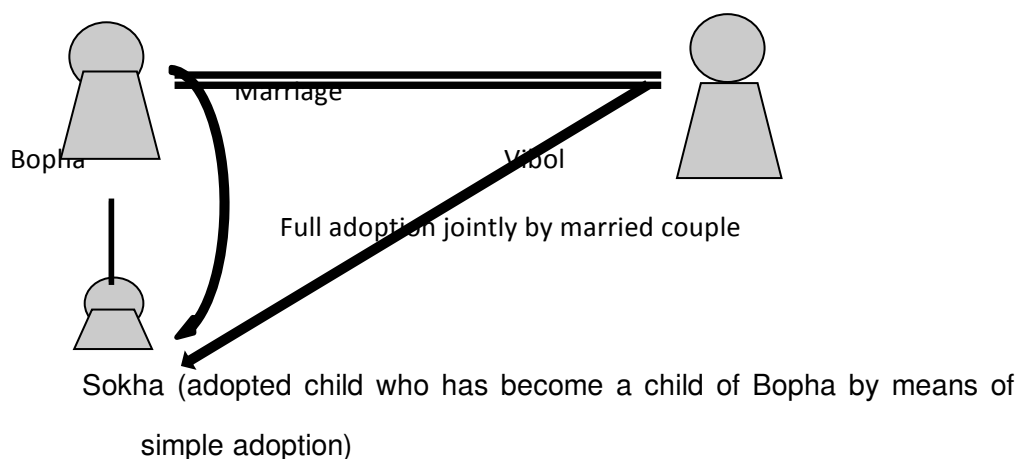 Marriage
Bopha
Vibol
Full adoption jointly by married couple
Sokha (adopted child who has become a child of Bopha by means of
simple adoption)